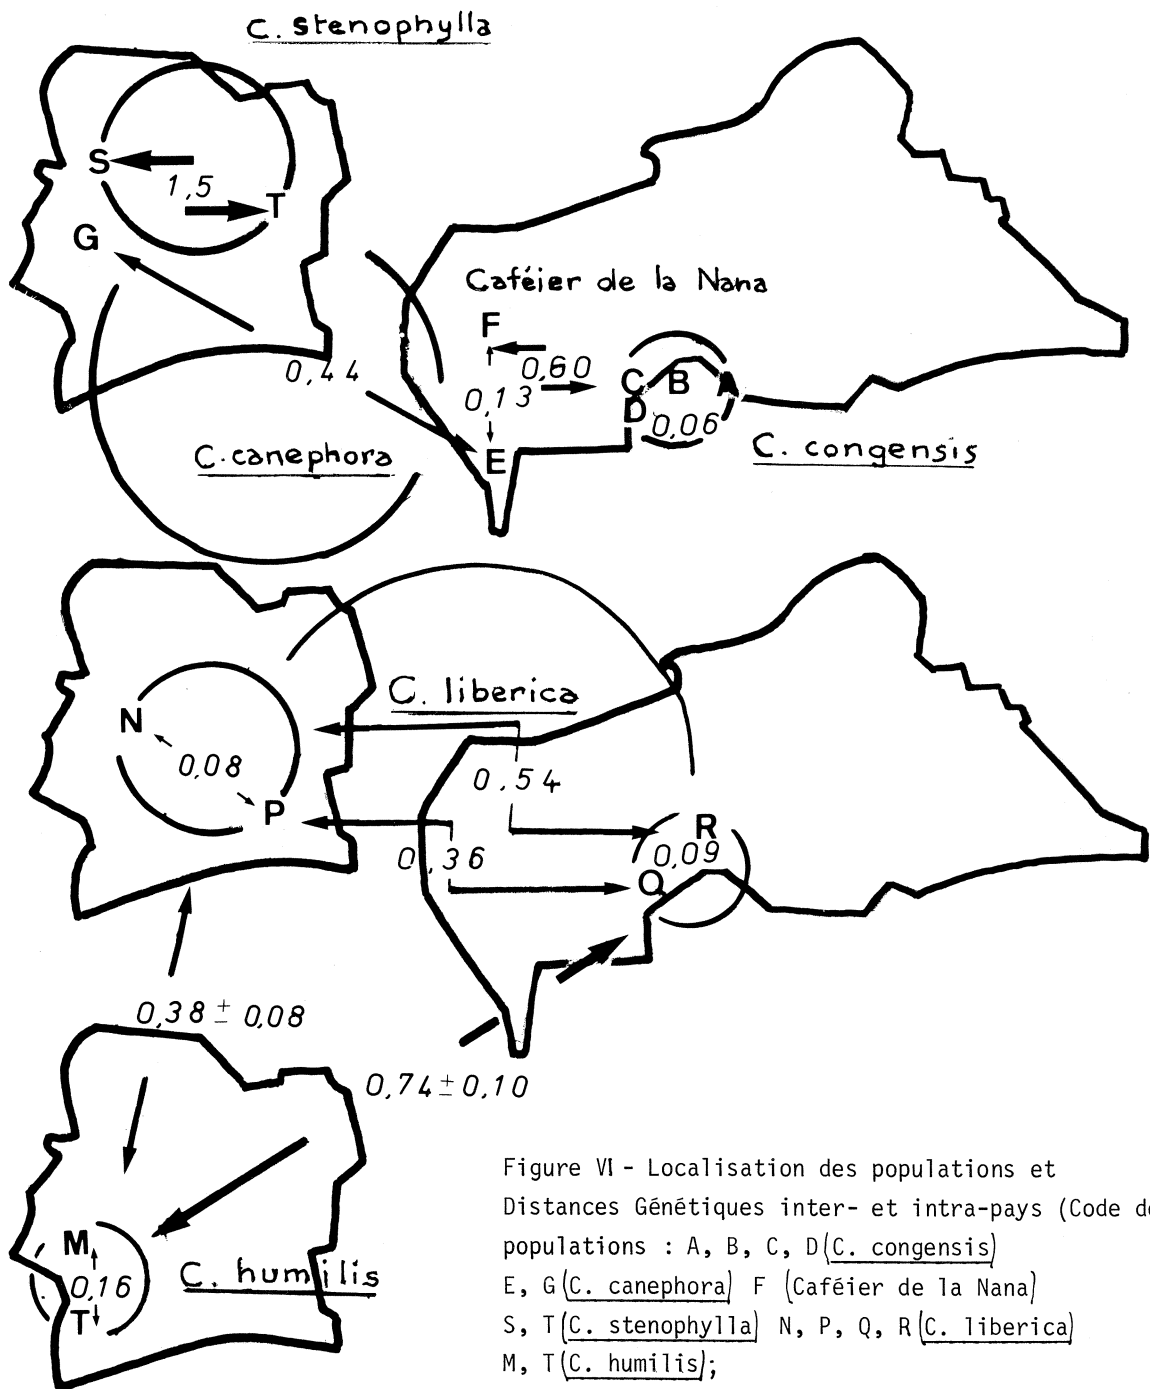 C. stenophylla
S
1,5
T
G
Caféier de la Nana
F
0,60
0,44
0,13
C B A
D
0,06
C. canephora
E
C. congensis
C. liberica
N
0,08
P
0,54
R
0,36
0,09
Q
0,38 ± 0,08
0,74 ± 0,10
M
0,16
T
C. humilis
Figure VI - Localisation des populations et
Distances Génétiques inter- et intra-pays (Code de
populations : A, B, C, D (C. congensis)
E, G (C. canephora) F (Caféier de la Nana)
S, T (C. stenophylla) N, P, Q, R (C. liberica)
M, T (C. humilis);